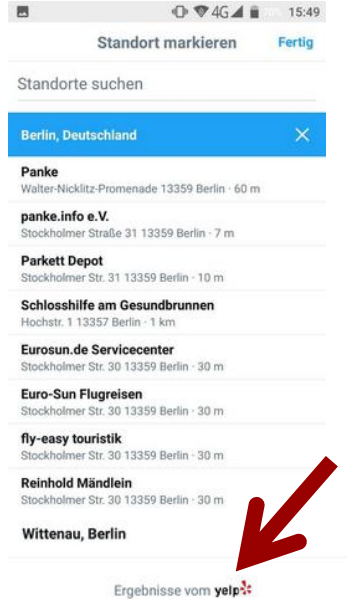 4G 15:49
Standort markieren Fertig
Standorte suchen
Berlin, Deutschland
Panke
Walter-Nicklitz-Promenade 13359 Berlin · 60 m
panke.info e.V.
Stockholmer Straße 31 13359 Berlin · 7 m
Parkett Depot
Stockholmer Str. 31 13359 Berlin · 10 m
Schlosshilfe am Gesundbrunnen
Hochstr. 1 13357 Berlin · 1 km
Eurosun.de Servicecenter
Stockholmer Str. 30 13359 Berlin · 30 m
Euro-Sun Flugreisen
Stockholmer Str. 30 13359 Berlin · 30 m
fly-easy touristik
Stockholmer Str. 30 13359 Berlin · 30 m
Reinhold Mändlein
Stockholmer Str. 30 13359 Berlin · 30 m
Wittenau, Berlin
Ergebnisse vom yelp